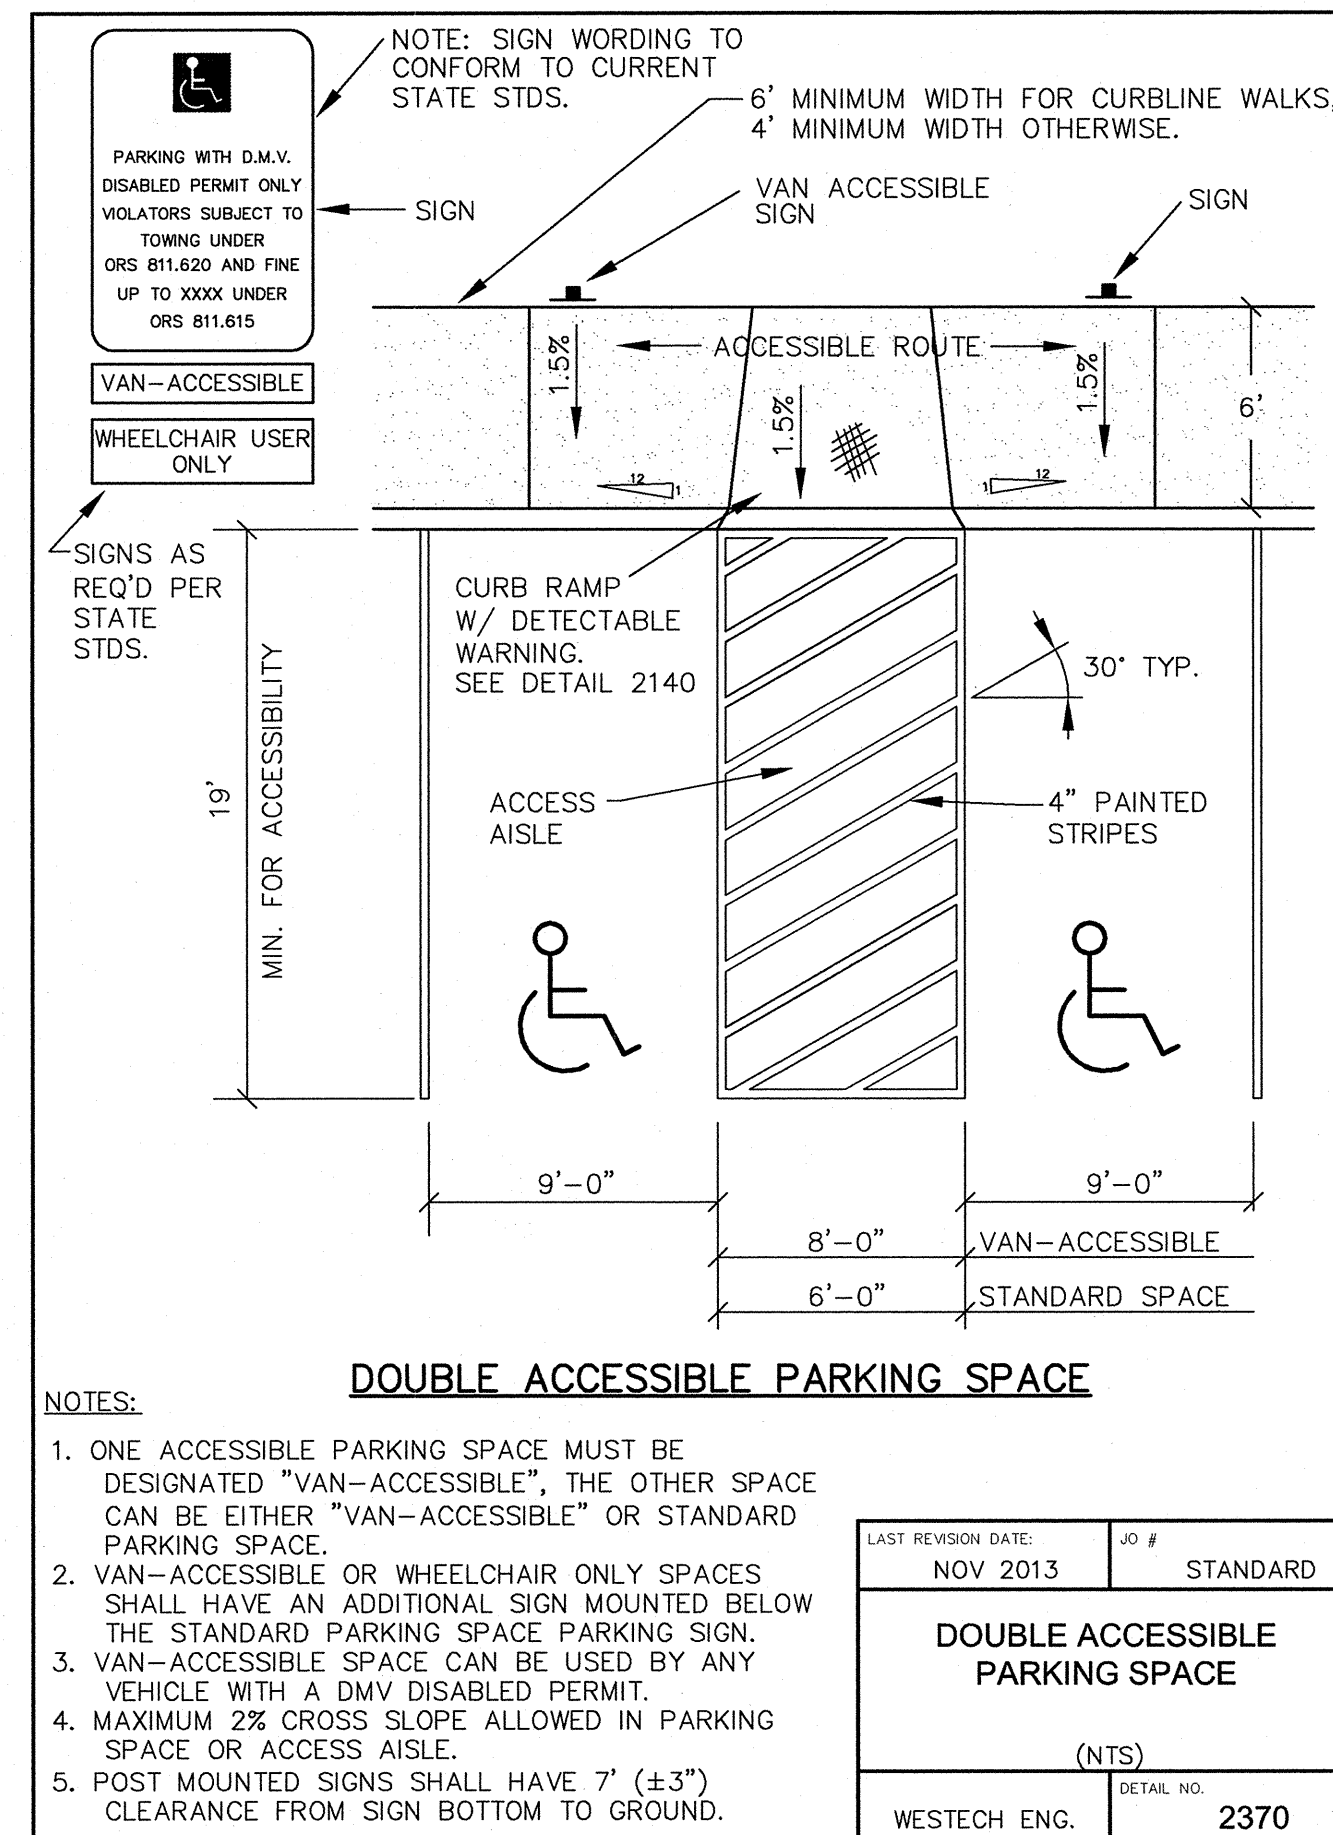 NOTE: SIGN WORDING TO
CONFORM TO CURRENT
STATE STDS.
6' MINIMUM WIDTH FOR CURBLINE WALKS,
4' MINIMUM WIDTH OTHERWISE.
PARKING WITH D.M.V.
DISABLED PERMIT ONLY
VIOLATORS SUBJECT TO
TOWING UNDER
ORS 811.620 AND FINE
UP TO XXXX UNDER
ORS 811.615
SIGN
VAN ACCESSIBLE
SIGN
SIGN
VAN-ACCESSIBLE
WHEELCHAIR USER
ONLY
SIGNS AS
REQ'D PER
STATE
STDS.
1.5%
ACCESSIBLE ROUTE
1.5%
1.5%
6'
12
1
1
12
CURB RAMP
W/ DETECTABLE
WARNING.
SEE DETAIL 2140
30° TYP.
19'
MIN. FOR ACCESSIBILITY
ACCESS
AISLE
4" PAINTED
STRIPES
9'-0"
9'-0"
8'-0" VAN-ACCESSIBLE
6'-0" STANDARD SPACE
DOUBLE ACCESSIBLE PARKING SPACE
NOTES:
1. ONE ACCESSIBLE PARKING SPACE MUST BE
DESIGNATED "VAN-ACCESSIBLE", THE OTHER SPACE
CAN BE EITHER "VAN-ACCESSIBLE" OR STANDARD
PARKING SPACE.
2. VAN-ACCESSIBLE OR WHEELCHAIR ONLY SPACES
SHALL HAVE AN ADDITIONAL SIGN MOUNTED BELOW
THE STANDARD PARKING SPACE PARKING SIGN.
3. VAN-ACCESSIBLE SPACE CAN BE USED BY ANY
VEHICLE WITH A DMV DISABLED PERMIT.
4. MAXIMUM 2% CROSS SLOPE ALLOWED IN PARKING
SPACE OR ACCESS AISLE.
5. POST MOUNTED SIGNS SHALL HAVE 7' (±3")
CLEARANCE FROM SIGN BOTTOM TO GROUND.
LAST REVISION DATE:
NOV 2013
JO #
STANDARD
DOUBLE ACCESSIBLE
PARKING SPACE
(NTS)
WESTECH ENG.
DETAIL NO.
2370